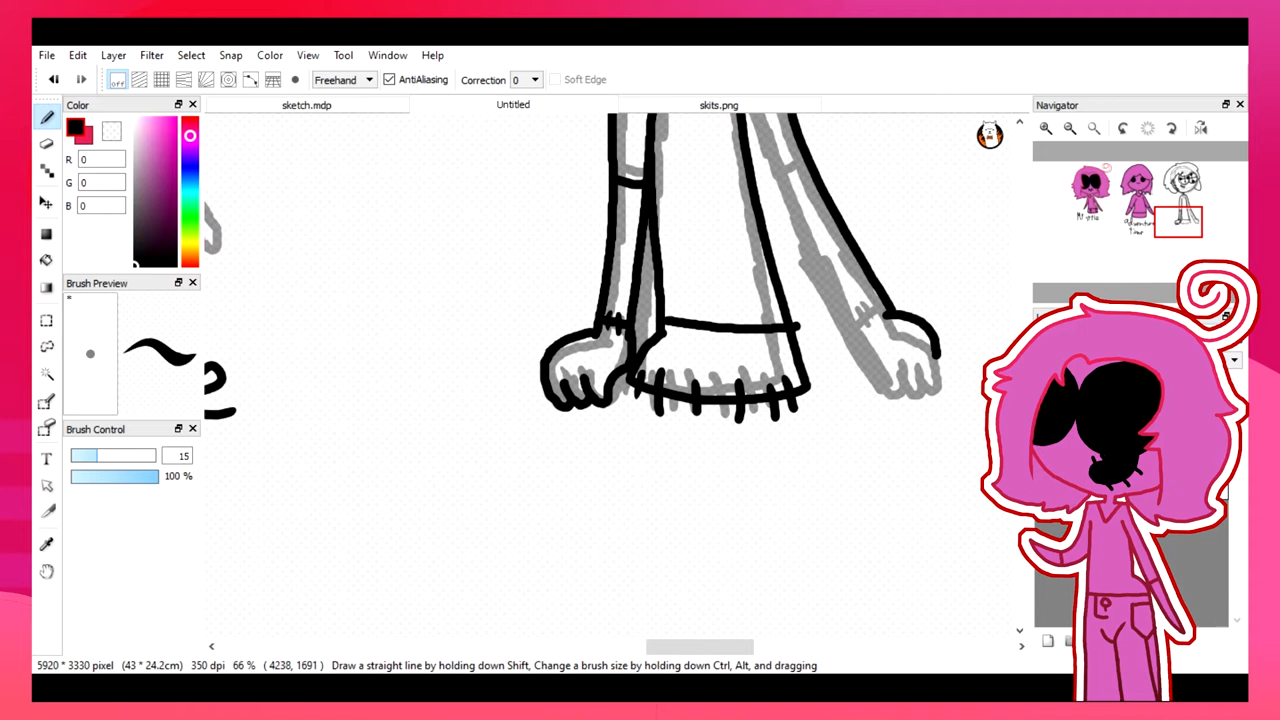 File Edit Layer Filter Select Snap Color View Tool Window Help
off Freehand AntiAliasing Correction 0 Soft Edge
Color
sketch.mdp
Untitled
skits.png
Navigator
R 0
G 0
B 0
adventure
Time
Brush Preview
*
Brush Control
15
100 %
T
5920 * 3330 pixel (43 * 24.2cm) 350 dpi 66 % ( 4238, 1691 ) Draw a straight line by holding down Shift, Change a brush size by holding down Ctrl, Alt, and dragging